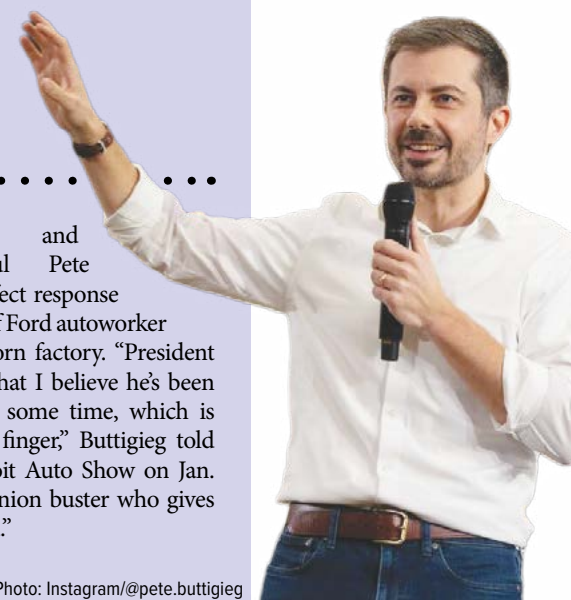 and
Pete
response
Ford autoworker
factory. “President
hat I believe he’s been
some time, which is
finger,” Buttigieg told
Auto Show on Jan.
buster who gives
.”
Photo: Instagram/@pete.buttigieg